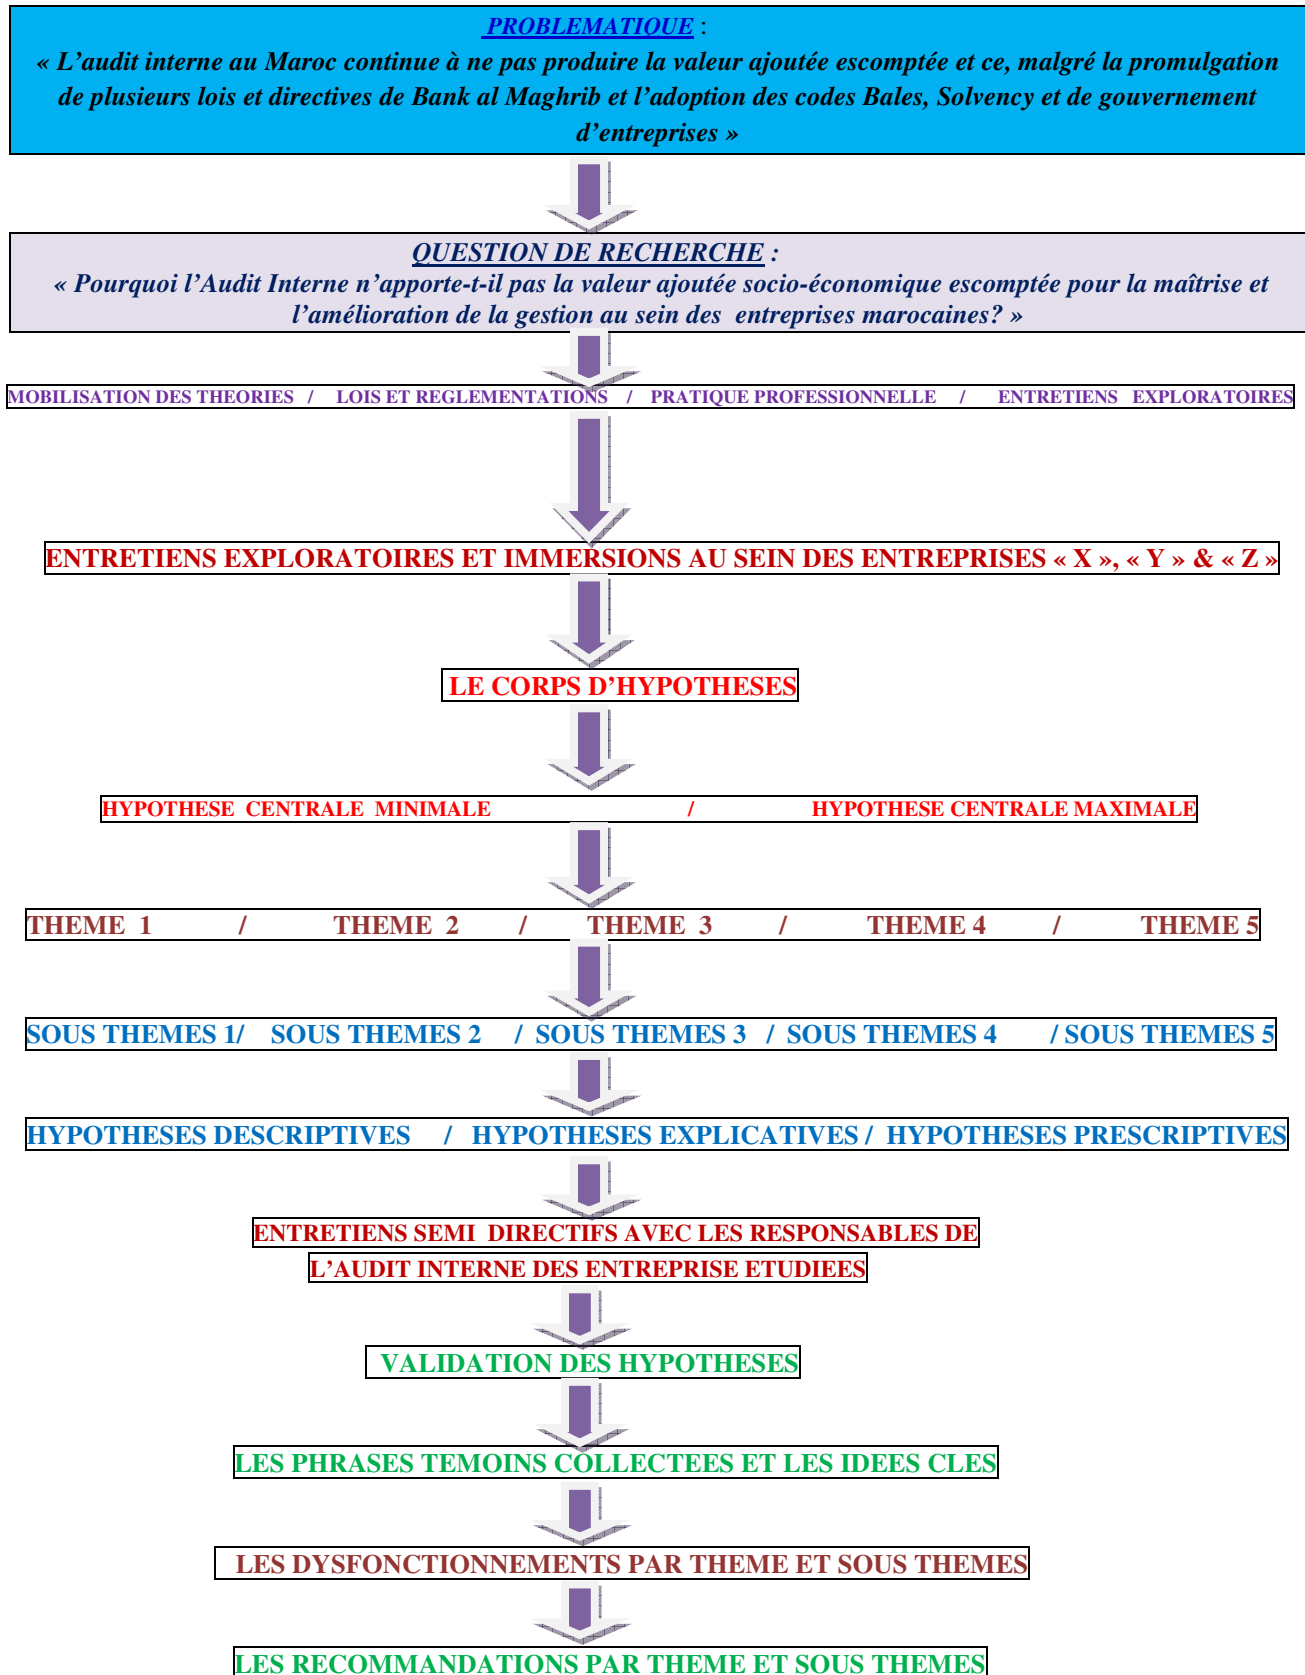 PROBLEMATIQUE :
« L’audit interne au Maroc continue à ne pas produire la valeur ajoutée escomptée et ce, malgré la promulgation
de plusieurs lois et directives de Bank al Maghrib et l’adoption des codes Bales, Solvency et de gouvernement
d’entreprises »
QUESTION DE RECHERCHE :
« Pourquoi l’Audit Interne n’apporte-t-il pas la valeur ajoutée socio-économique escomptée pour la maîtrise et
l’amélioration de la gestion au sein des entreprises marocaines? »
MOBILISATION DES THEORIES / LOIS ET REGLEMENTATIONS / PRATIQUE PROFESSIONNELLE / ENTRETIENS EXPLORATOIRES
ENTRETIENS EXPLORATOIRES ET IMMERSIONS AU SEIN DES ENTREPRISES « X », « Y » & « Z »
LE CORPS D’HYPOTHESES
HYPOTHESE CENTRALE MINIMALE / HYPOTHESE CENTRALE MAXIMALE
THEME 1 / THEME 2 / THEME 3 / THEME 4 / THEME 5
SOUS THEMES 1/ SOUS THEMES 2 / SOUS THEMES 3 / SOUS THEMES 4 / SOUS THEMES 5
HYPOTHESES DESCRIPTIVES / HYPOTHESES EXPLICATIVES / HYPOTHESES PRESCRIPTIVES
ENTRETIENS SEMI DIRECTIFS AVEC LES RESPONSABLES DE
L’AUDIT INTERNE DES ENTREPRISE ETUDIEES
VALIDATION DES HYPOTHESES
LES PHRASES TEMOINS COLLECTEES ET LES IDEES CLES
LES DYSFONCTIONNEMENTS PAR THEME ET SOUS THEMES
LES RECOMMANDATIONS PAR THEME ET SOUS THEMES